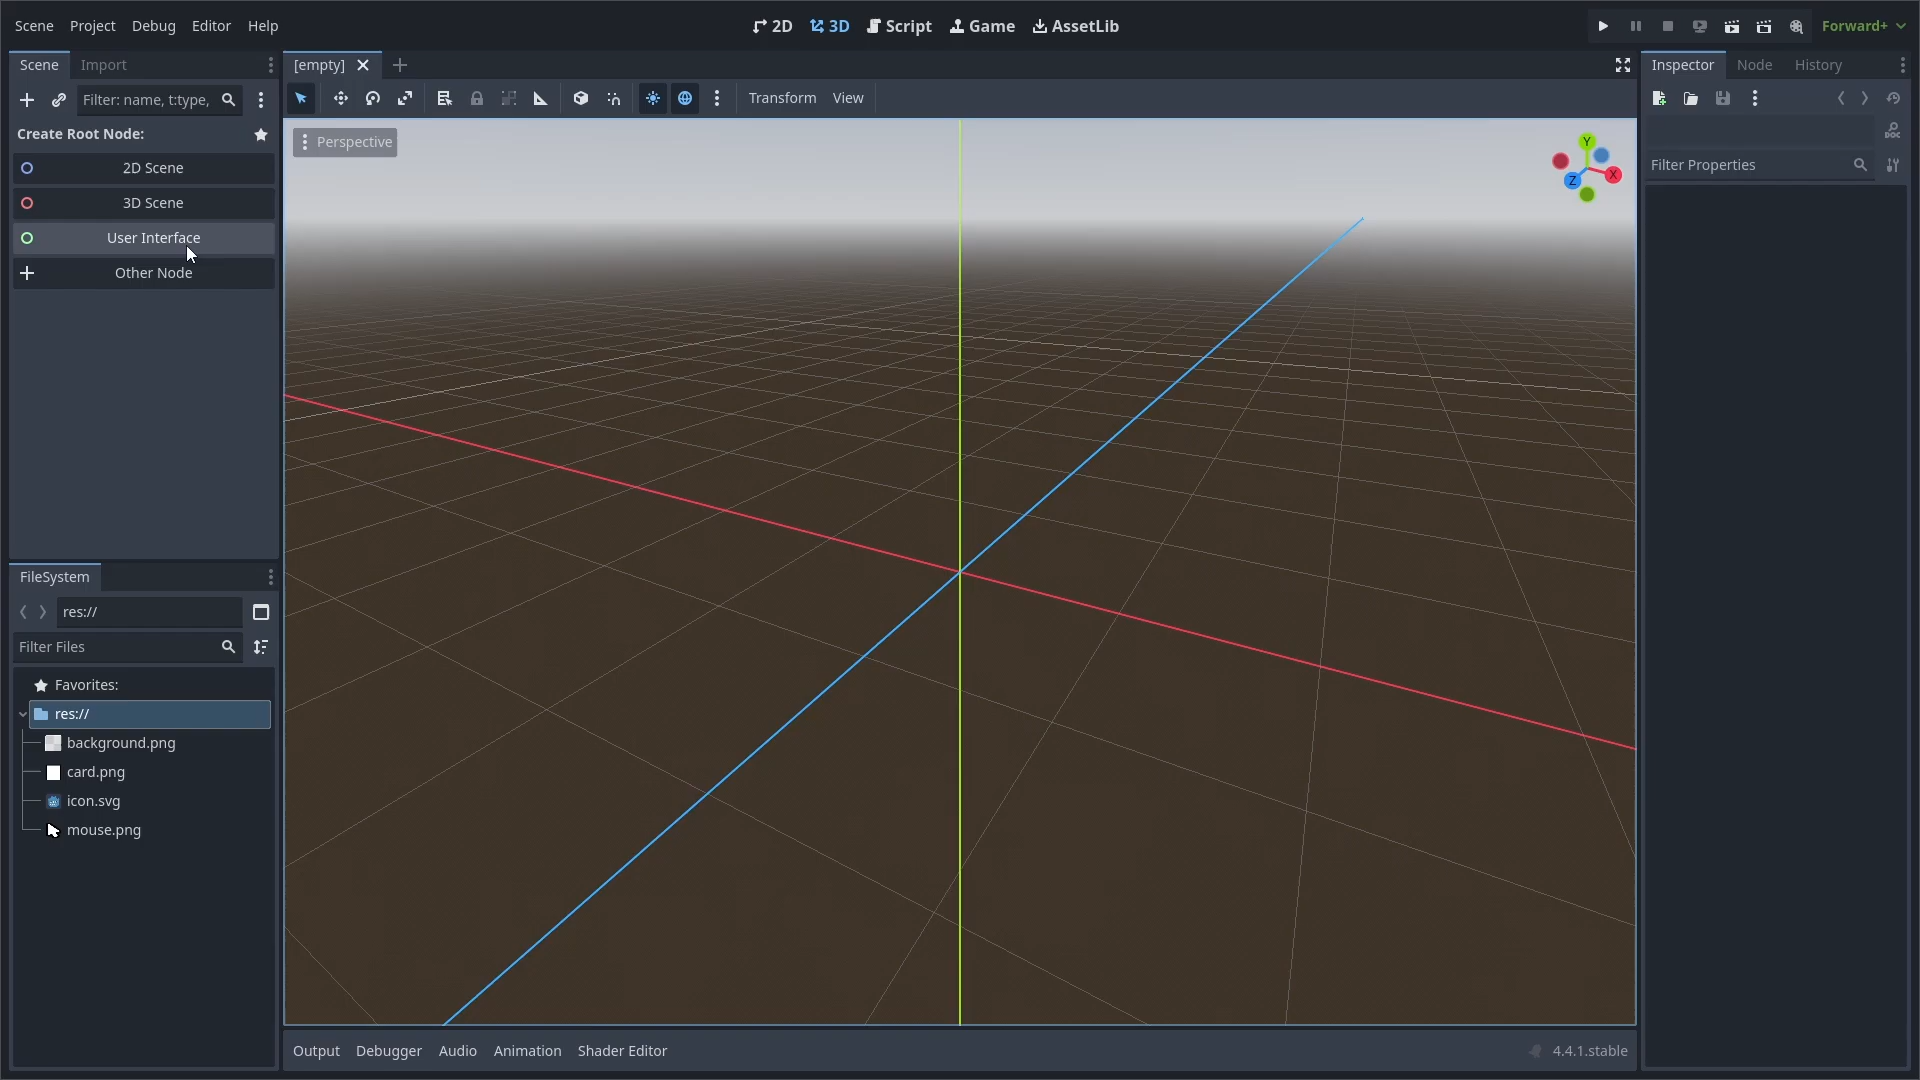 Scene Project Debug Editor Help
2D 3D Script Game AssetLib
Forward+
Scene Import
Filter: name, t:type,
Create Root Node:
2D Scene
3D Scene
User Interface
Other Node
FileSystem
res://
Filter Files
Favorites:
res://
background.png
card.png
icon.svg
mouse.png
[empty]
Transform View
Perspective
Y
X
Z
Output Debugger Audio Animation Shader Editor
4.4.1.stable
Inspector Node History
DOC
Filter Properties